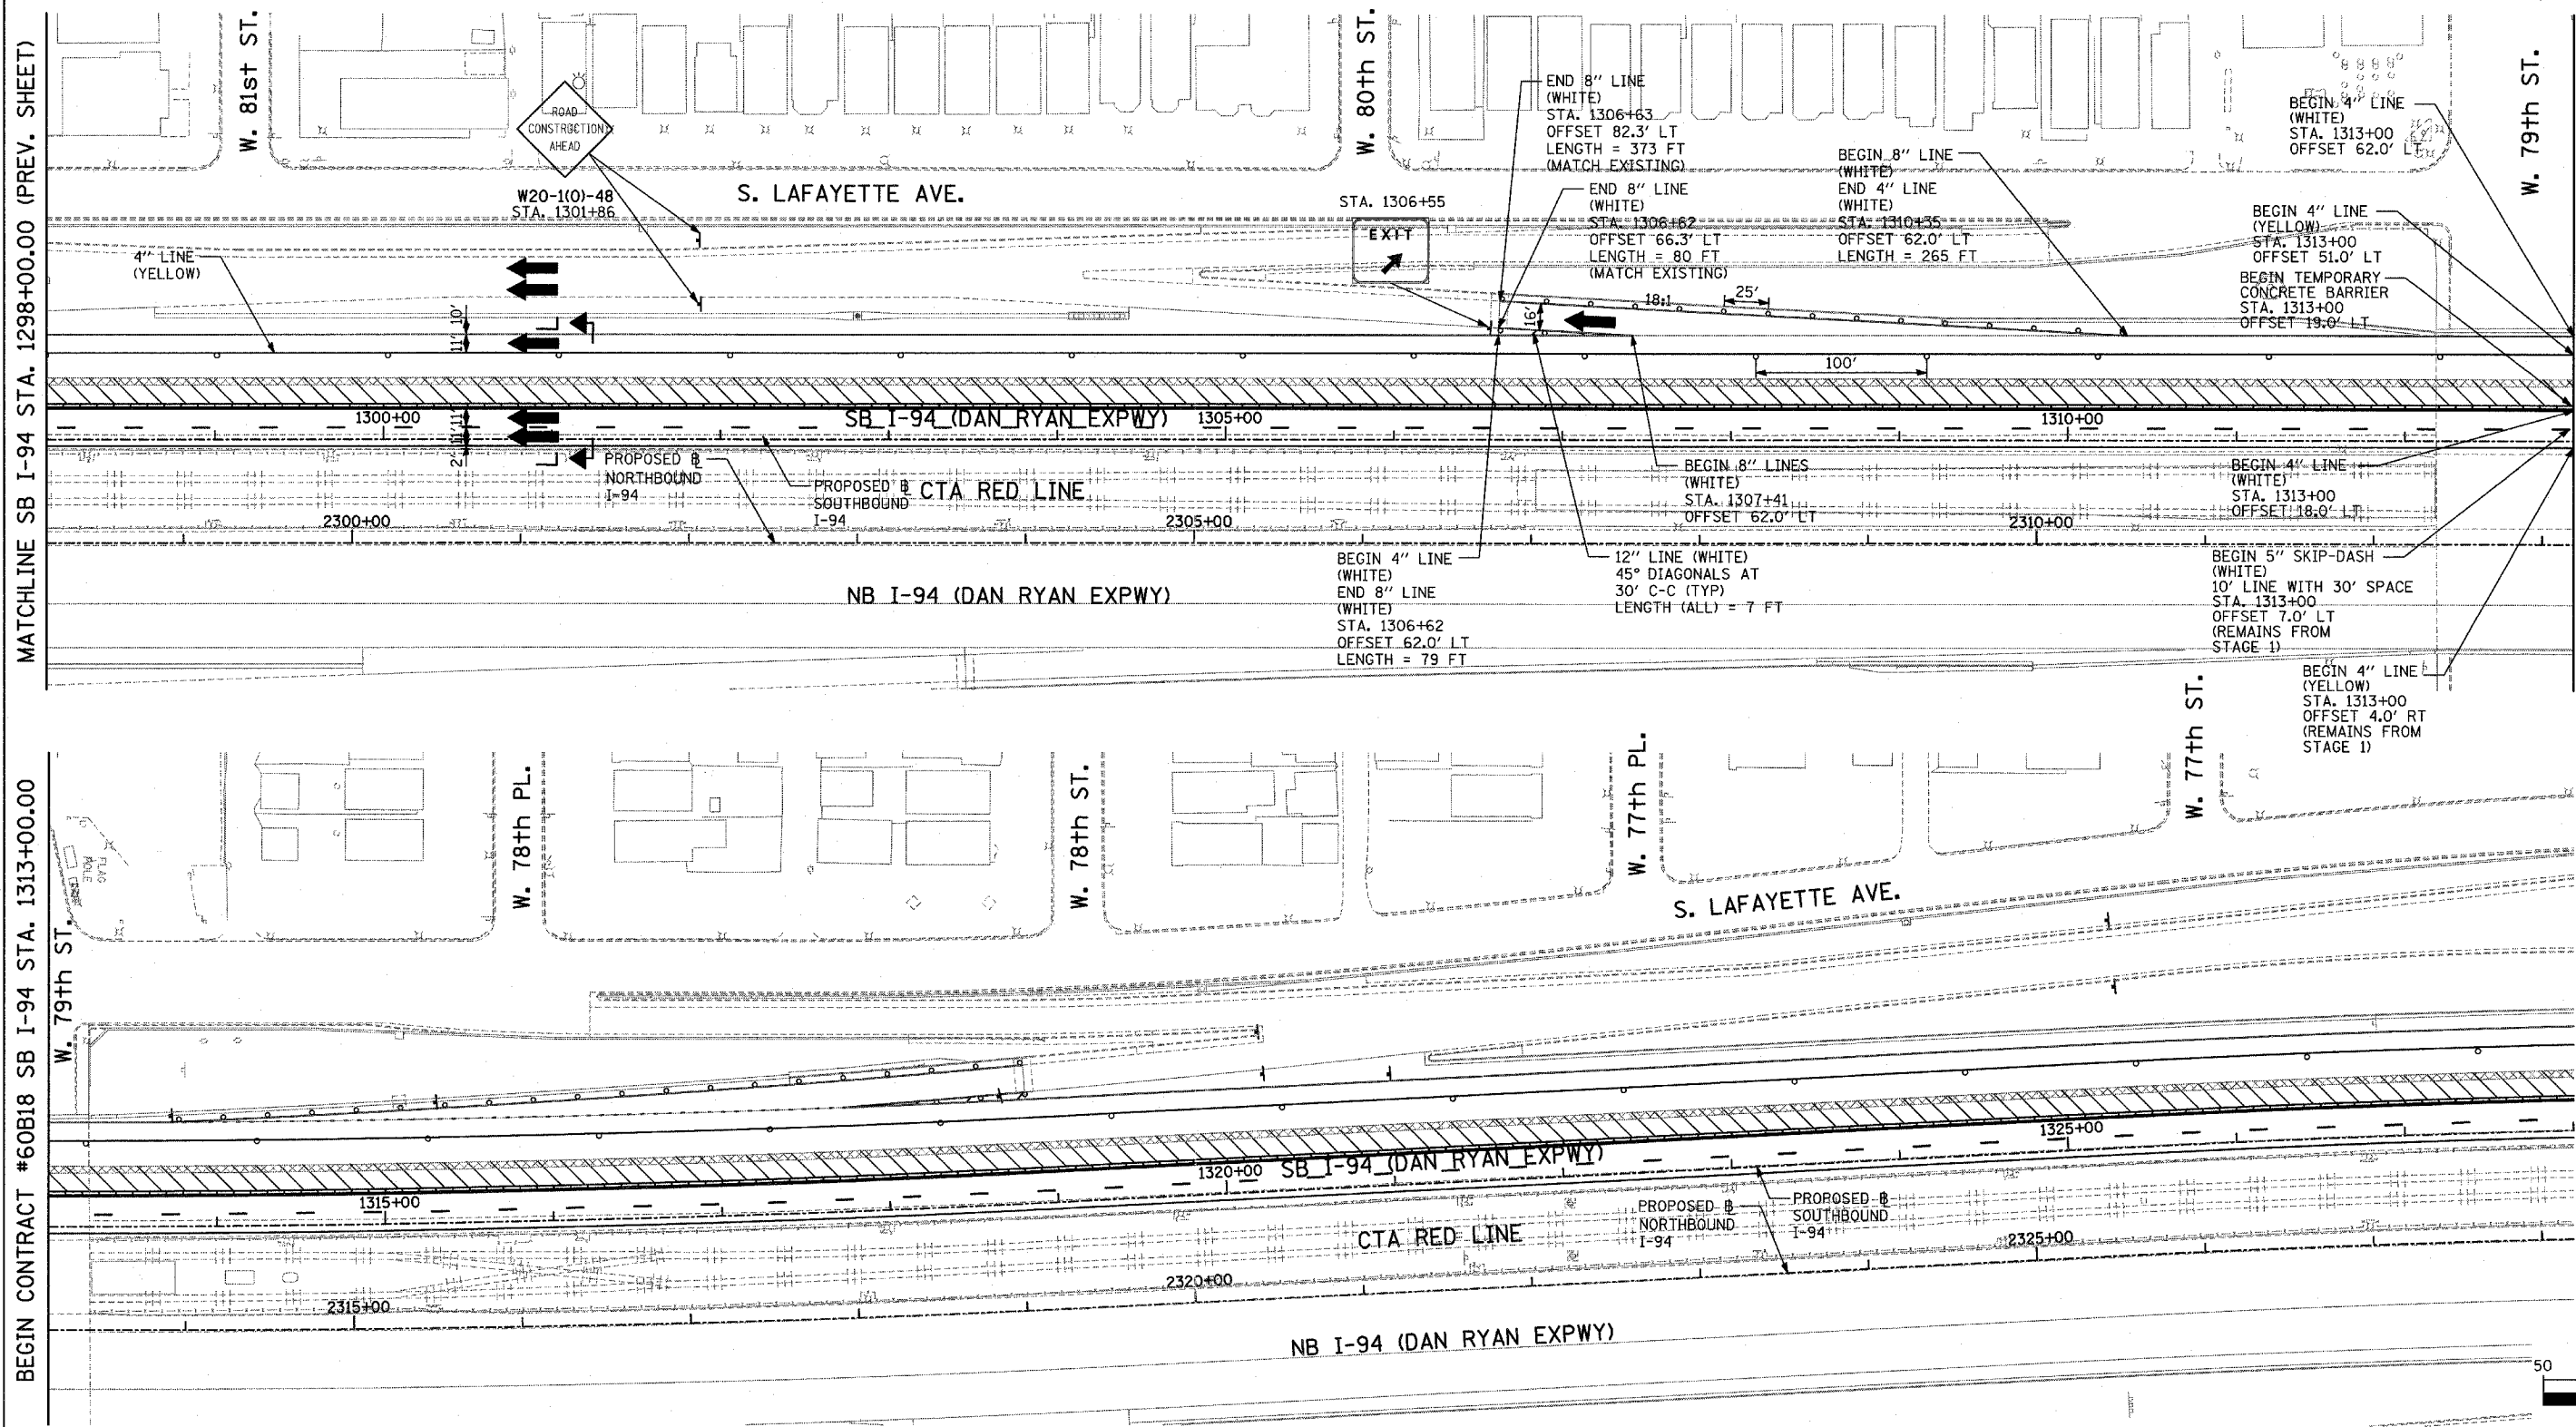 MATCHLINE SB I-94 STA. 1298+00.00 (PREV. SHEET)
W. 81st ST.
W. 80th ST.
W. 79th ST.
ROAD
CONSTRUCTION
AHEAD
W20-1(O)-48
STA. 1301+86
S. LAFAYETTE AVE.
4" LINE
(YELLOW)
10'
11'
STA. 1306+55
EXIT
END 8" LINE
(WHITE)
STA. 1306+63
OFFSET 82.3' LT
LENGTH = 373 FT
(MATCH EXISTING)
END 8" LINE
(WHITE)
STA. 1306+62
OFFSET 66.3' LT
LENGTH = 80 FT
(MATCH EXISTING)
BEGIN 8" LINE
(WHITE)
END 4" LINE
(WHITE)
STA. 1310+35
OFFSET 62.0' LT
LENGTH = 265 FT
BEGIN 4" LINE
(WHITE)
STA. 1313+00
OFFSET 62.0' LT
BEGIN 4" LINE
(YELLOW)
STA. 1313+00
OFFSET 51.0' LT
BEGIN TEMPORARY
CONCRETE BARRIER
STA. 1313+00
OFFSET 19.0' LT
18:1
25'
16'
100'
1300+00
SB I-94 (DAN RYAN EXPWY)
1305+00
1310+00
11'
11'
2'
PROPOSED ℄
NORTHBOUND
I-94
PROPOSED ℄
SOUTHBOUND
I-94
CTA RED LINE
2300+00
2305+00
2310+00
BEGIN 8" LINES
(WHITE)
STA. 1307+41
OFFSET 62.0' LT
BEGIN 4" LINE
(WHITE)
STA. 1313+00
OFFSET 18.0' LT
NB I-94 (DAN RYAN EXPWY)
BEGIN 4" LINE
(WHITE)
END 8" LINE
(WHITE)
STA. 1306+62
OFFSET 62.0' LT
LENGTH = 79 FT
12" LINE (WHITE)
45° DIAGONALS AT
30' C-C (TYP)
LENGTH (ALL) = 7 FT
BEGIN 5" SKIP-DASH
(WHITE)
10' LINE WITH 30' SPACE
STA. 1313+00
OFFSET 7.0' LT
(REMAINS FROM
STAGE 1)
BEGIN 4" LINE
(YELLOW)
STA. 1313+00
OFFSET 4.0' RT
(REMAINS FROM
STAGE 1)
BEGIN CONTRACT #60B18 SB I-94 STA. 1313+00.00
W. 79th ST.
FLAG
POLE
W. 78th PL.
W. 78th ST.
W. 77th PL.
W. 77th ST.
S. LAFAYETTE AVE.
1315+00
1320+00
SB I-94 (DAN RYAN EXPWY)
1325+00
CTA RED LINE
PROPOSED ℄
NORTHBOUND
I-94
PROPOSED ℄
SOUTHBOUND
I-94
2315+00
2320+00
2325+00
NB I-94 (DAN RYAN EXPWY)
50